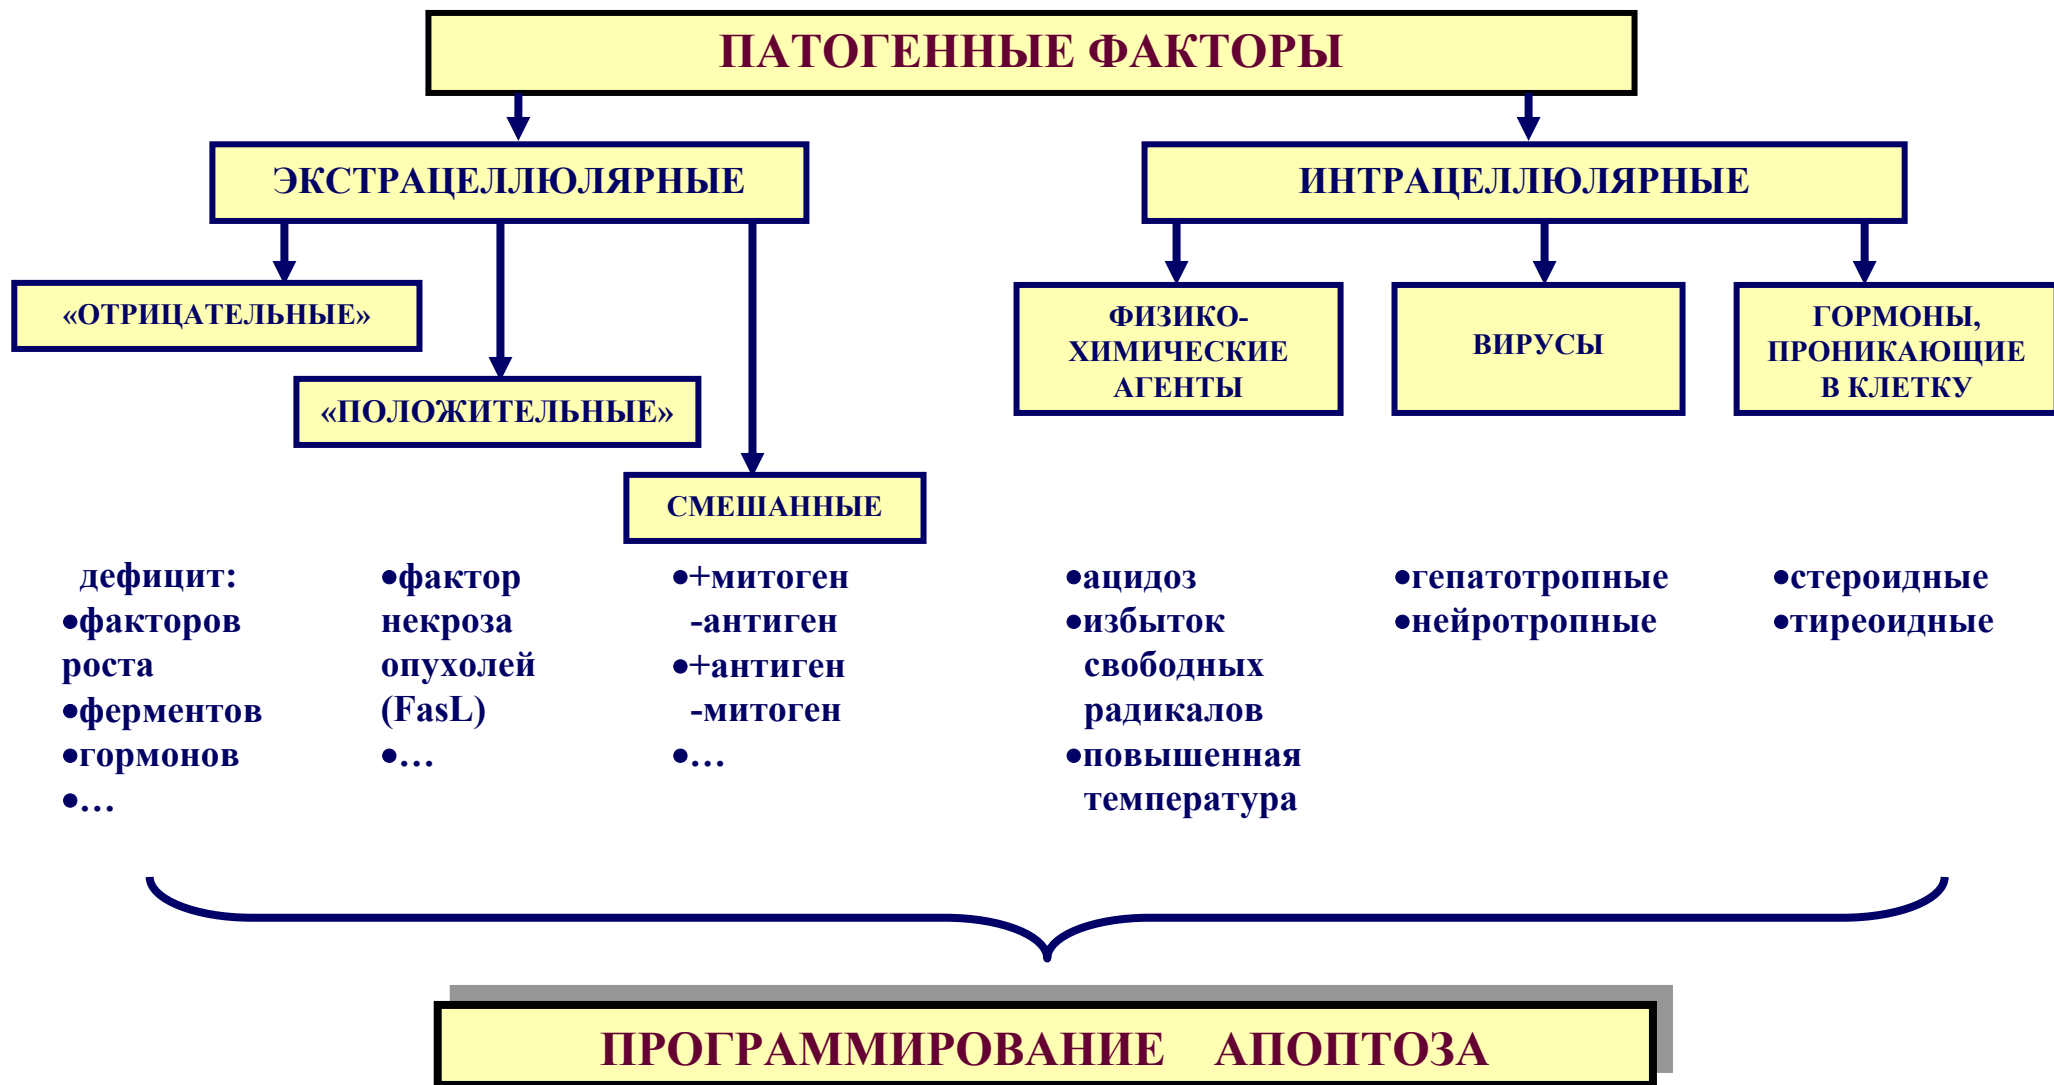 ПАТОГЕННЫЕ ФАКТОРЫ
ЭКСТРАЦЕЛЛЮЛЯРНЫЕ
ИНТРАЦЕЛЛЮЛЯРНЫЕ
«ОТРИЦАТЕЛЬНЫЕ»
«ПОЛОЖИТЕЛЬНЫЕ»
СМЕШАННЫЕ
ФИЗИКО-
ХИМИЧЕСКИЕ
АГЕНТЫ
ВИРУСЫ
ГОРМОНЫ,
ПРОНИКАЮЩИЕ
В КЛЕТКУ
дефицит:
•факторов
роста
•ферментов
•гормонов
•…
•фактор
некроза
опухолей
(FasL)
•…
•+митоген
-антиген
•+антиген
-митоген
•…
•ацидоз
•избыток
свободных
радикалов
•повышенная
температура
•гепатотропные
•нейротропные
•стероидные
•тиреоидные
ПРОГРАММИРОВАНИЕ АПОПТОЗА